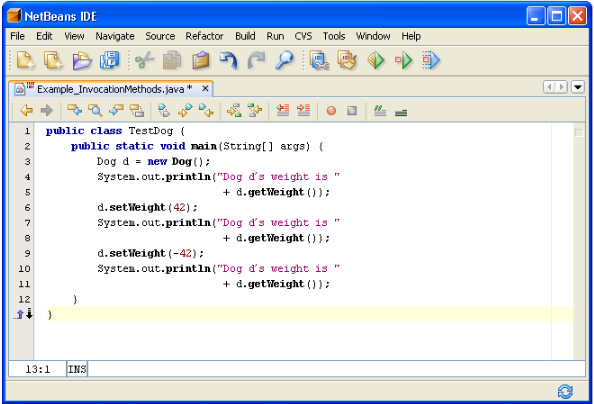 NetBeans IDE
File Edit View Navigate Source Refactor Build Run CVS Tools Window Help
Example_InvocationMethods.java * x
1 public class TestDog {
2 public static void main(String[] args) {
3 Dog d = new Dog();
4 System.out.println("Dog d's weight is "
5 + d.getWeight());
6 d.setWeight(42);
7 System.out.println("Dog d's weight is "
8 + d.getWeight());
9 d.setWeight(-42);
10 System.out.println("Dog d's weight is "
11 + d.getWeight());
12 }
}
13:1 INS